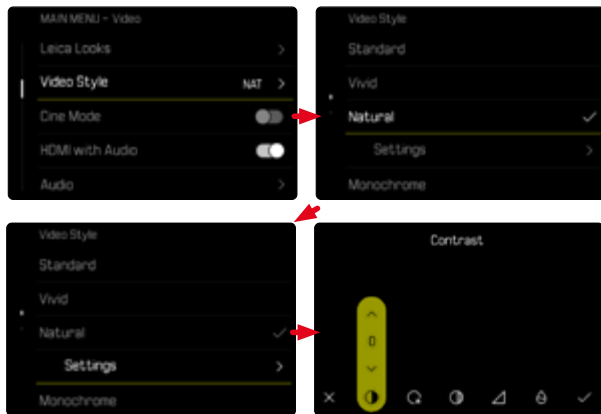 MAIN MENU - Video
Leica Looks
Video Style NAT
Cine Mode
HDMI with Audio
Audio
Video Style
Standard
Vivid
Natural
Settings
Monochrome
Video Style
Standard
Vivid
Natural
Settings
Monochrome
Contrast
0